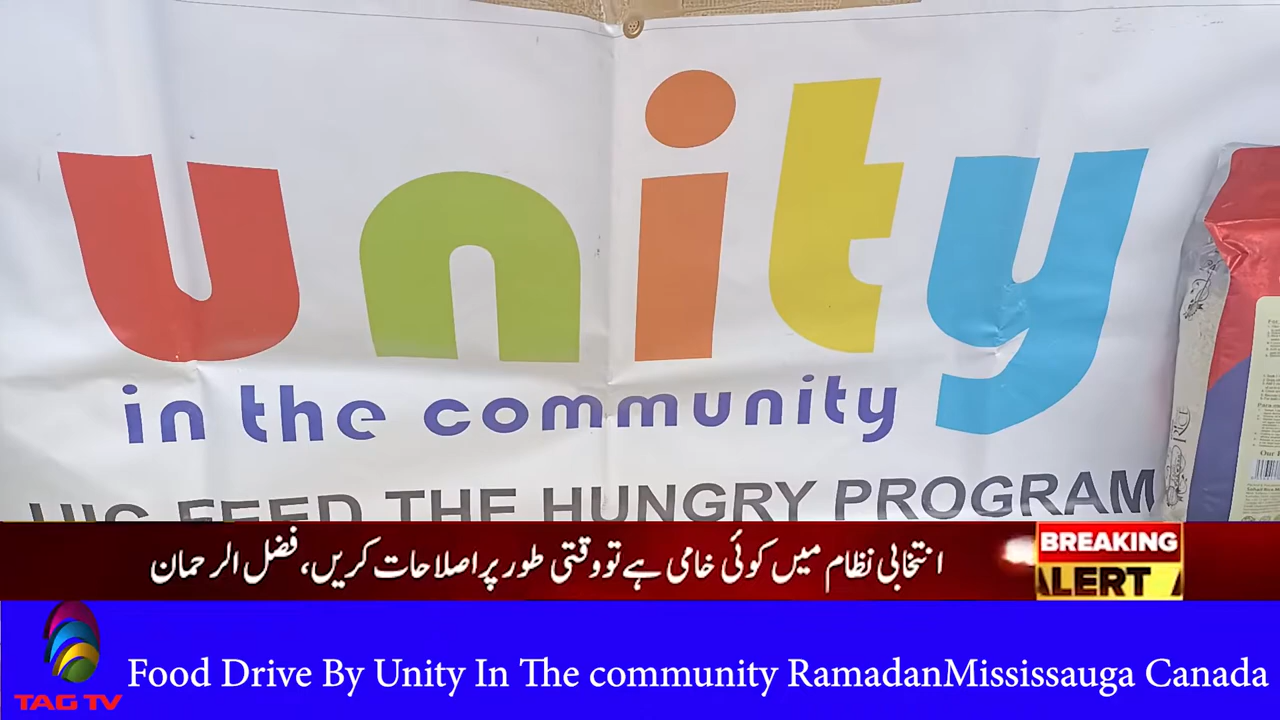 unity
in the community
UIC FEED THE HUNGRY PROGRAM
انتخابی نظام میں کوئی خامی ہے تو وقتی طور پر اصلاحات کریں، فضل الرحمان
BREAKING
ALERT
TAG TV
Food Drive By Unity In The community RamadanMississauga Canada